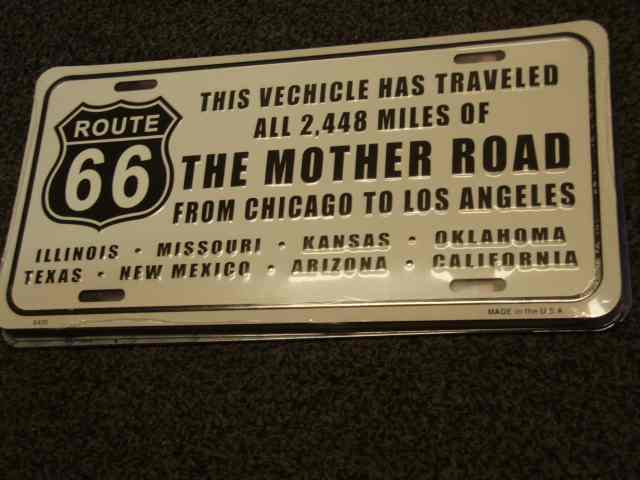 ROUTE
66
THIS VECHICLE HAS TRAVELED
ALL 2,448 MILES OF
THE MOTHER ROAD
FROM CHICAGO TO LOS ANGELES
ILLINOIS • MISSOURI • KANSAS • OKLAHOMA
TEXAS • NEW MEXICO • ARIZONA • CALIFORNIA
MADE in the U.S.A.